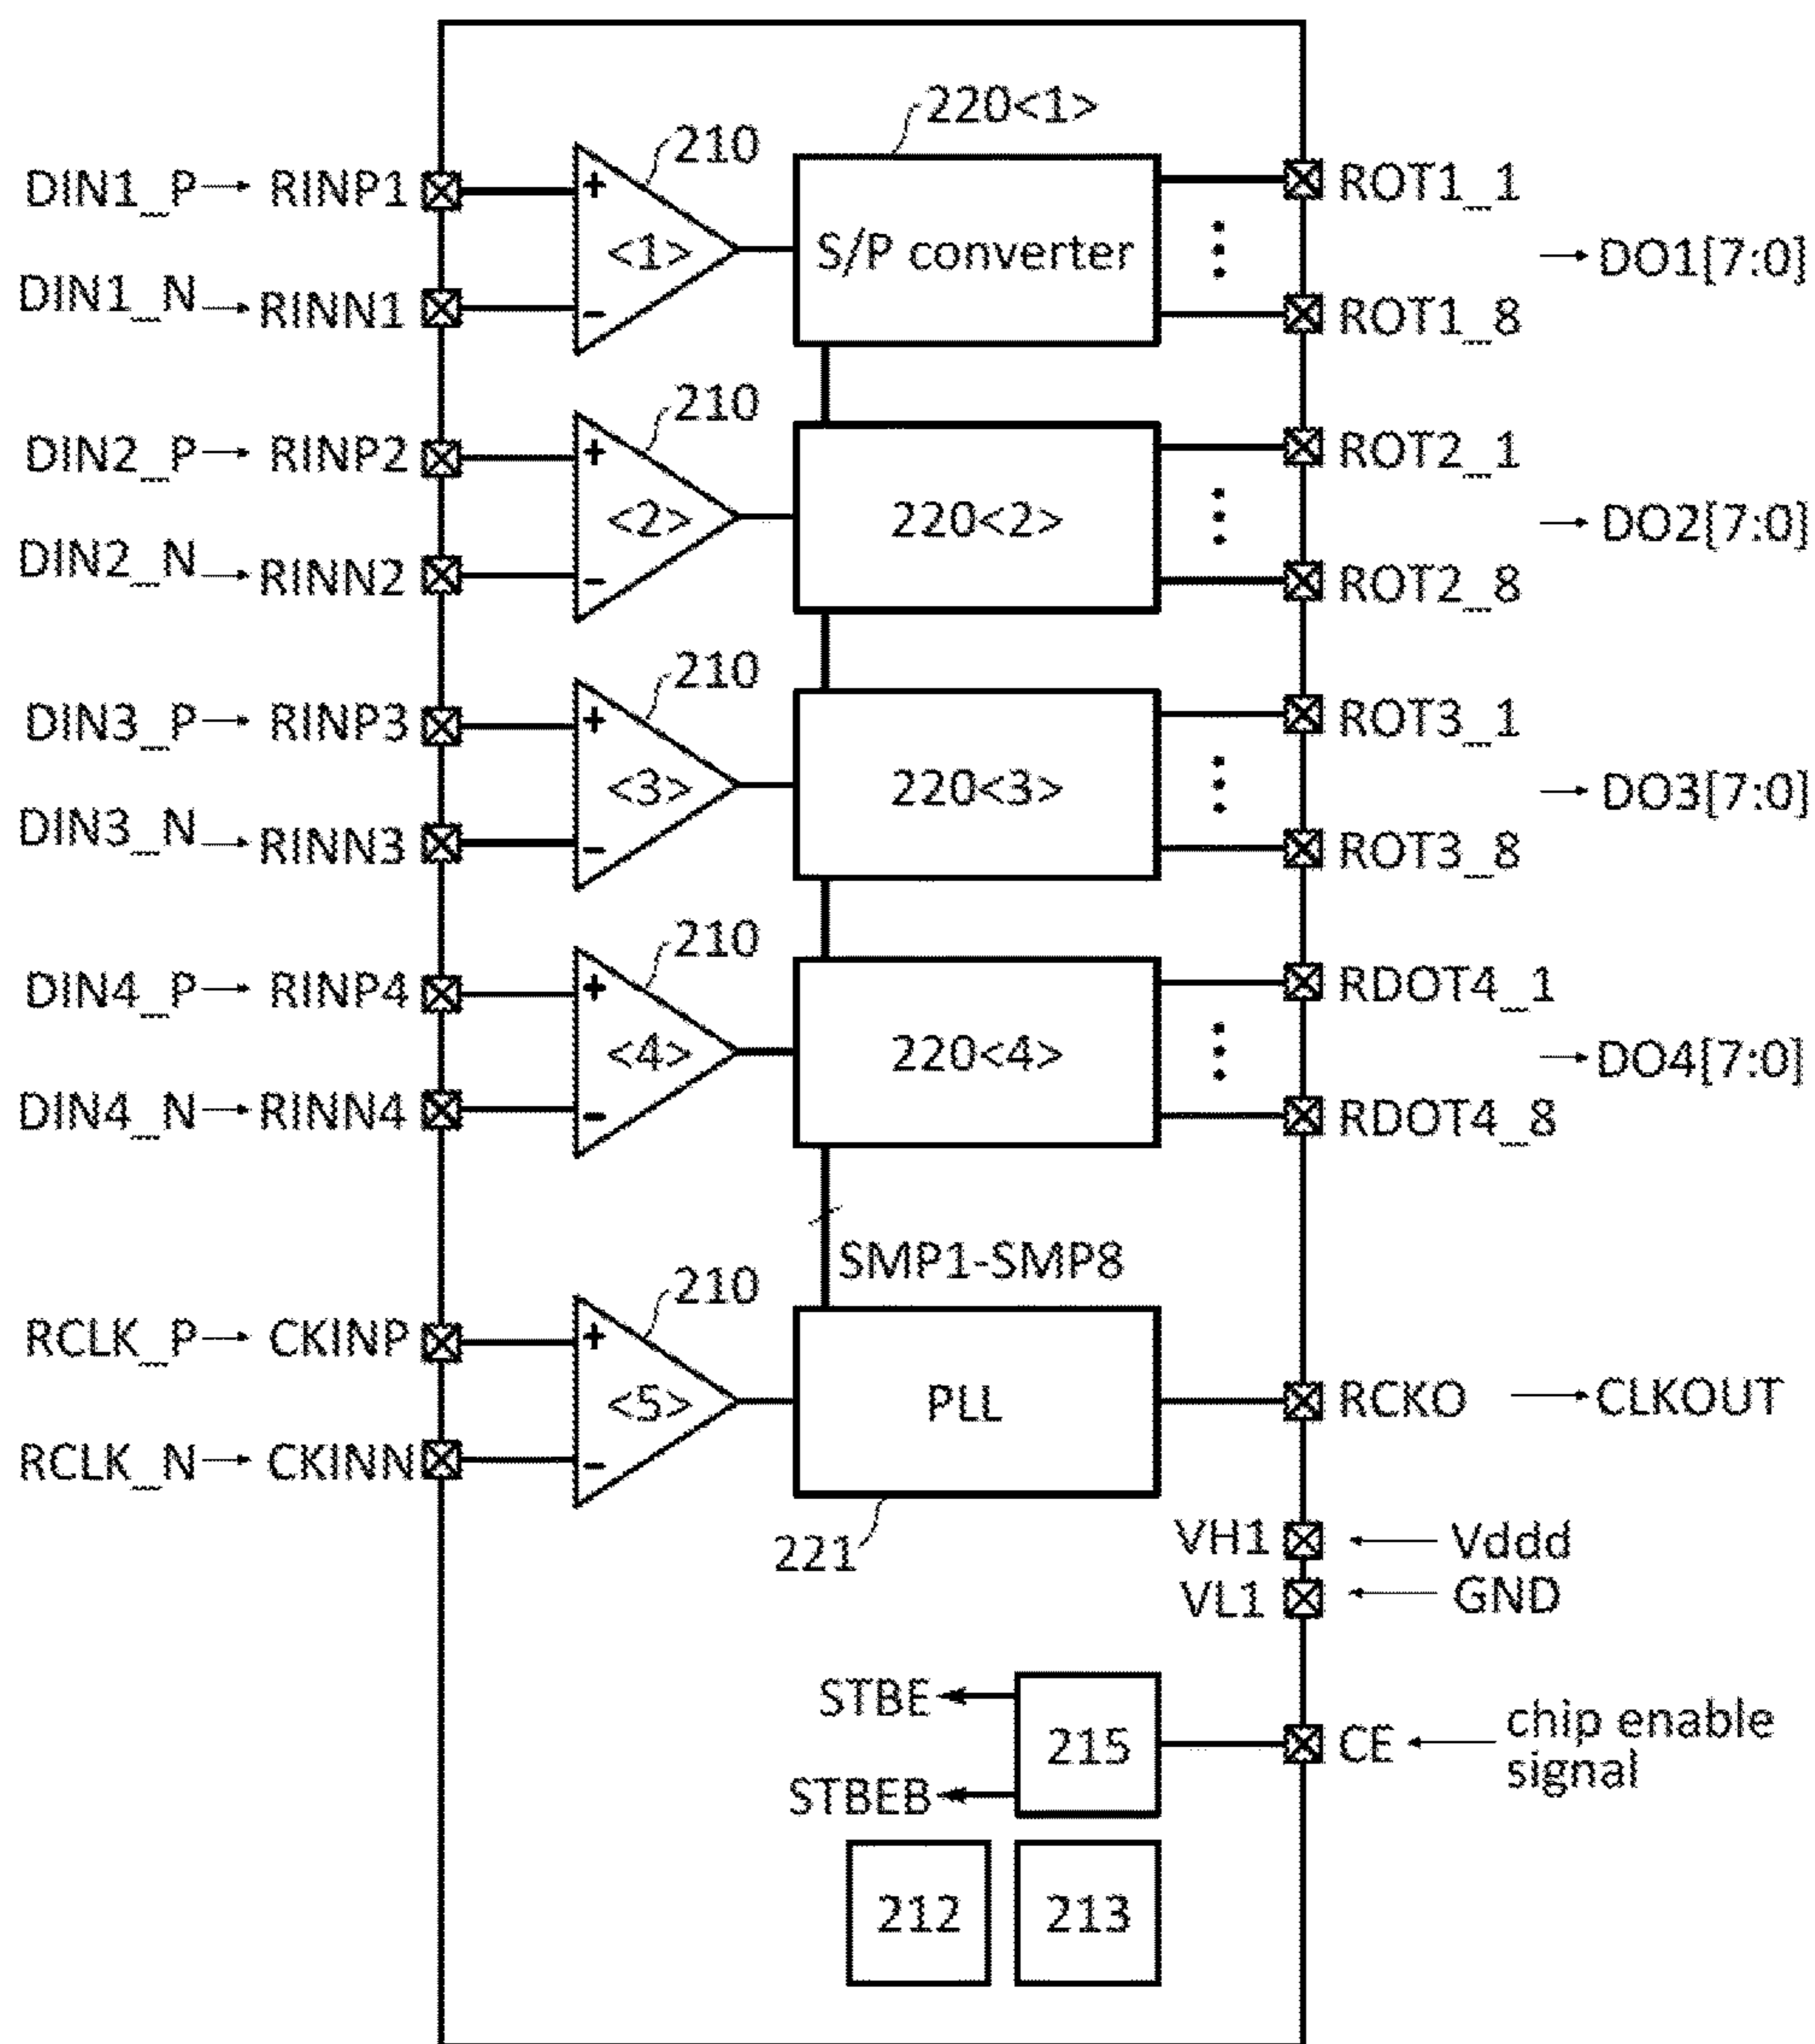 220<1>
210
DIN1_P RINP1
+
<1>
S/P converter
ROT1_1
DO1[7:0]
DIN1_N RINN1
-
ROT1_8
210
DIN2_P RINP2
+
<2>
220<2>
ROT2_1
DO2[7:0]
DIN2_N RINN2
-
ROT2_8
210
DIN3_P RINP3
+
<3>
220<3>
ROT3_1
DO3[7:0]
DIN3_N RINN3
-
ROT3_8
210
DIN4_P RINP4
+
<4>
220<4>
RDOT4_1
DO4[7:0]
DIN4_N RINN4
-
RDOT4_8
SMP1-SMP8
210
RCLK_P CKINP
+
<5>
PLL
RCKO CLKOUT
RCLK_N CKINN
-
221
VH1 Vddd
VL1 GND
STBE
215
CE
chip enable
signal
STBEB
212
213